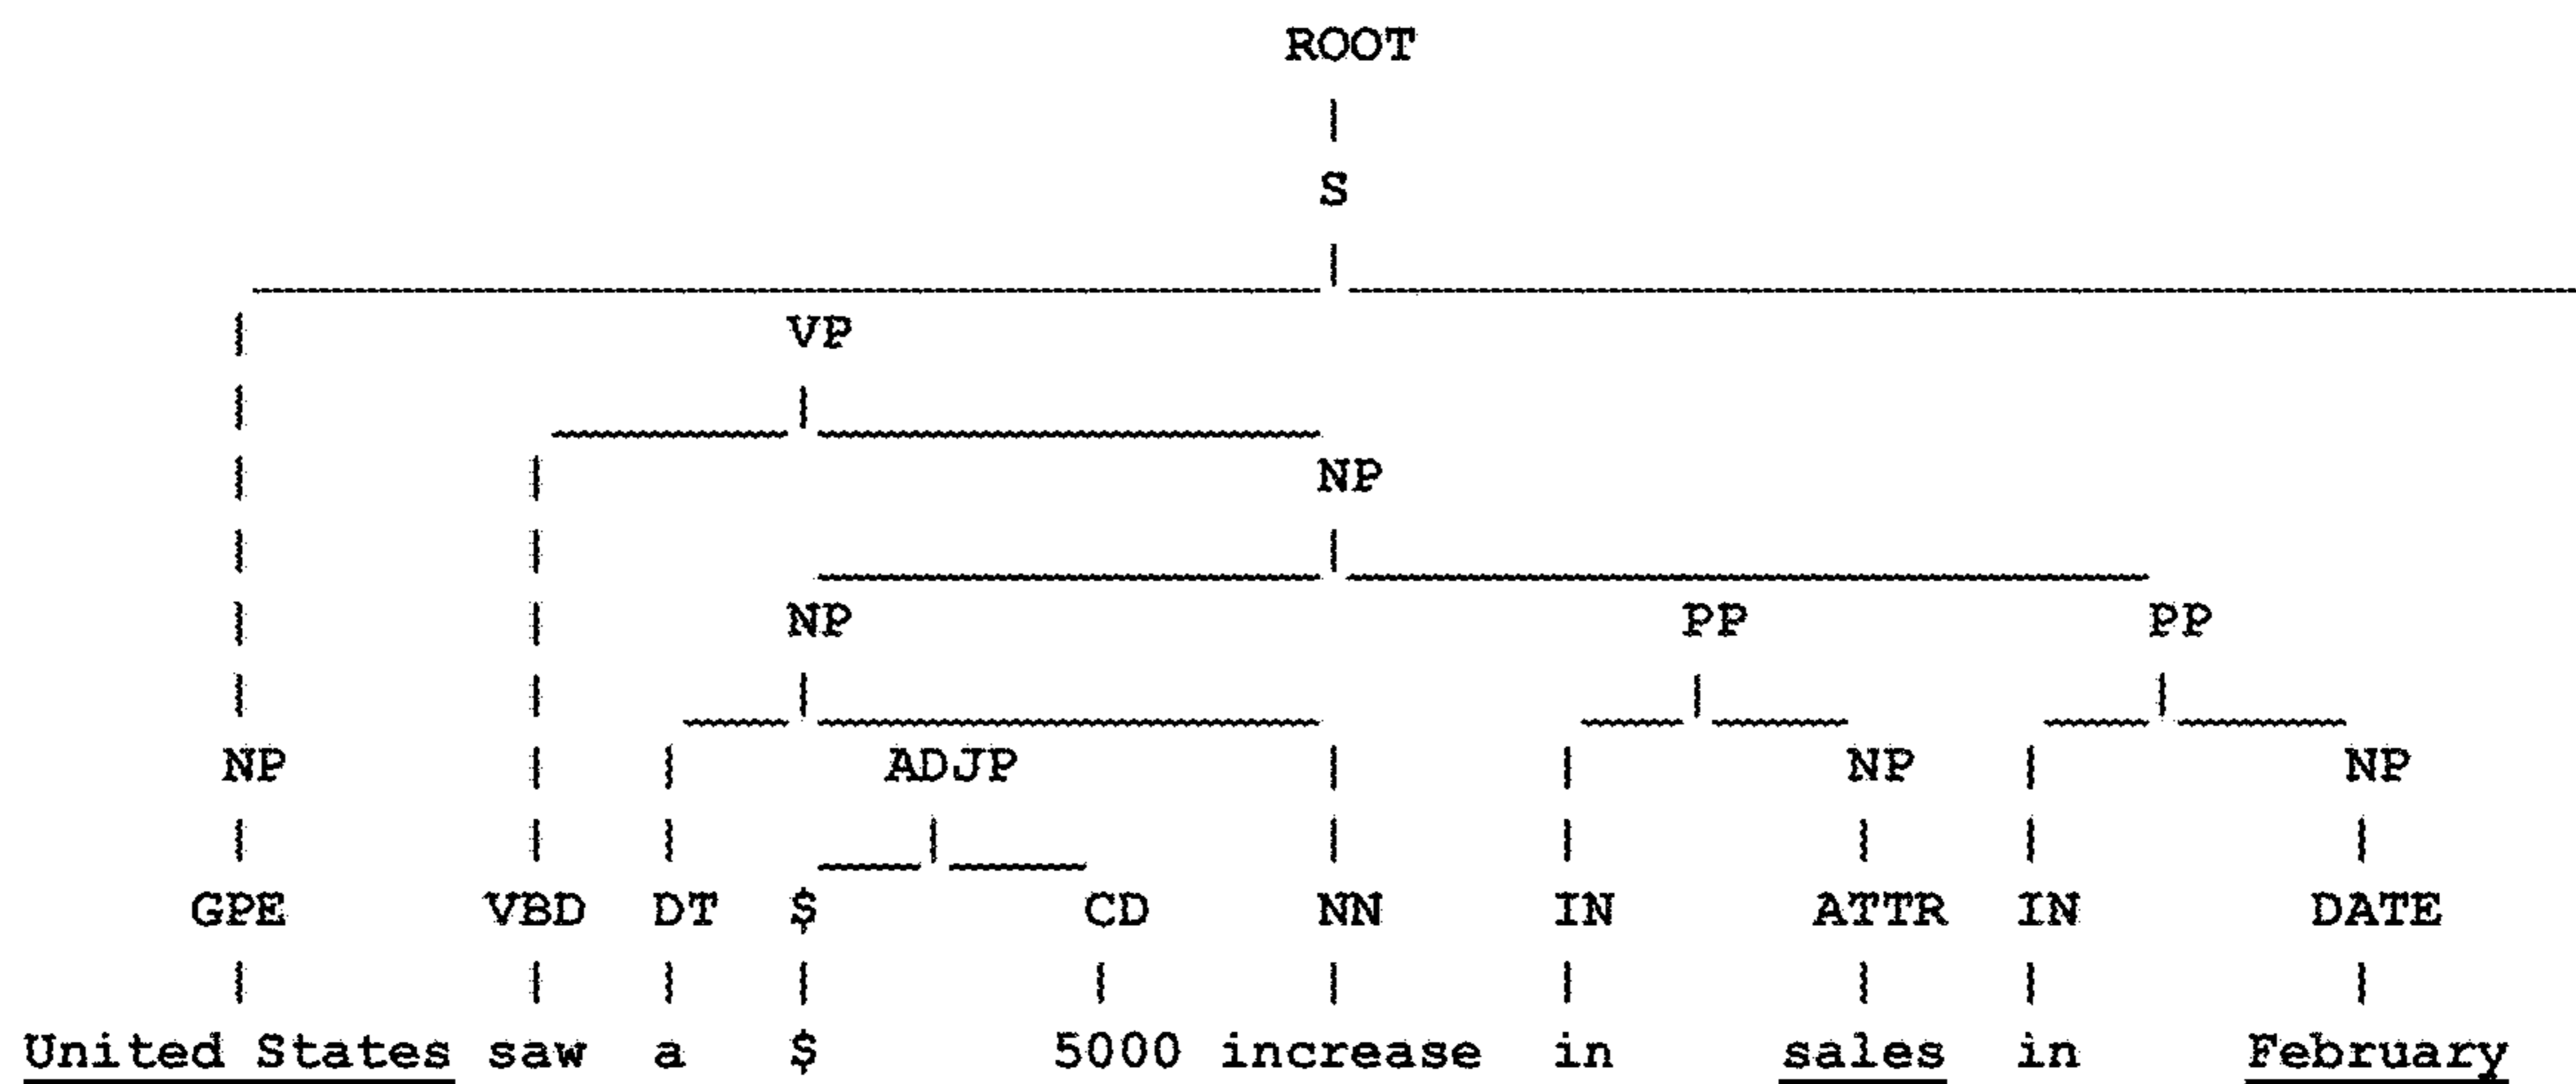 ROOT
S
VP
NP
NP PP PP
NP ADJP NP NP
GPE VBD DT $ CD NN IN ATTR IN DATE
United States saw a $ 5000 increase in sales in February